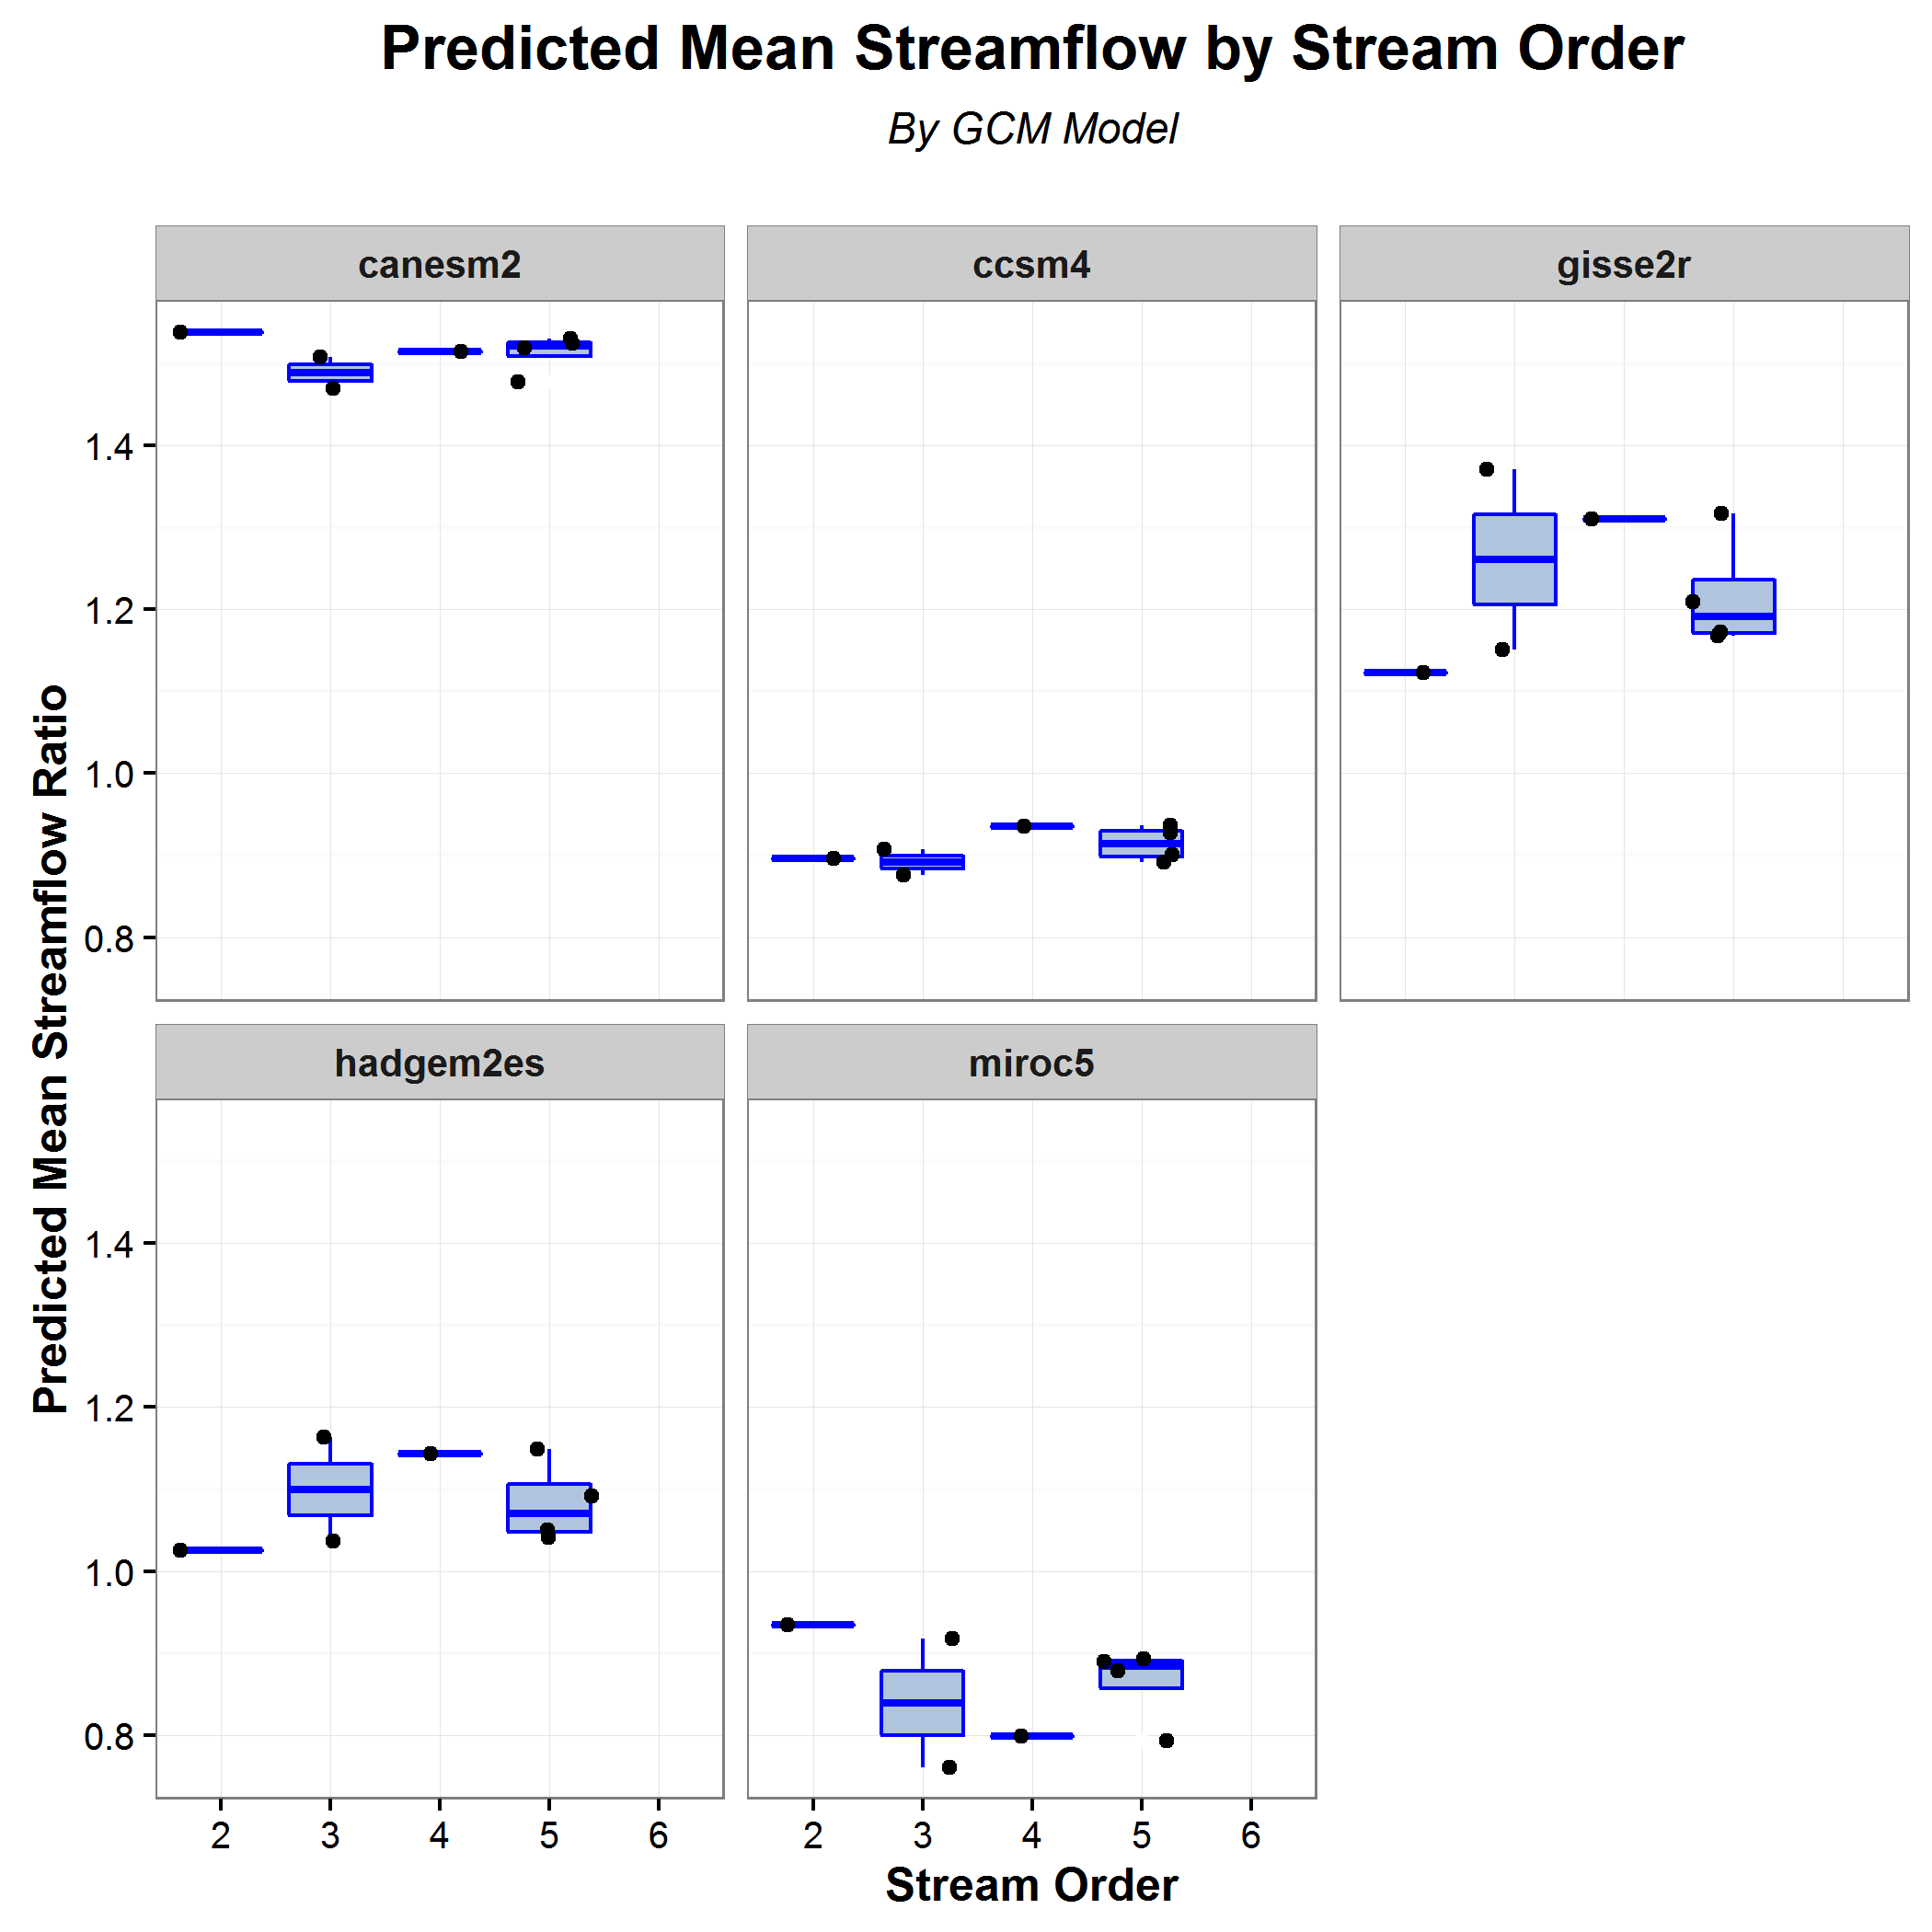 Predicted Mean Streamflow by Stream Order
By GCM Model
canesm2
ccsm4
gisse2r
1.4
1.2
1.0
0.8
Predicted Mean Streamflow Ratio
hadgem2es
miroc5
1.4
1.2
1.0
0.8
2 3 4 5 6
2 3 4 5 6
Stream Order